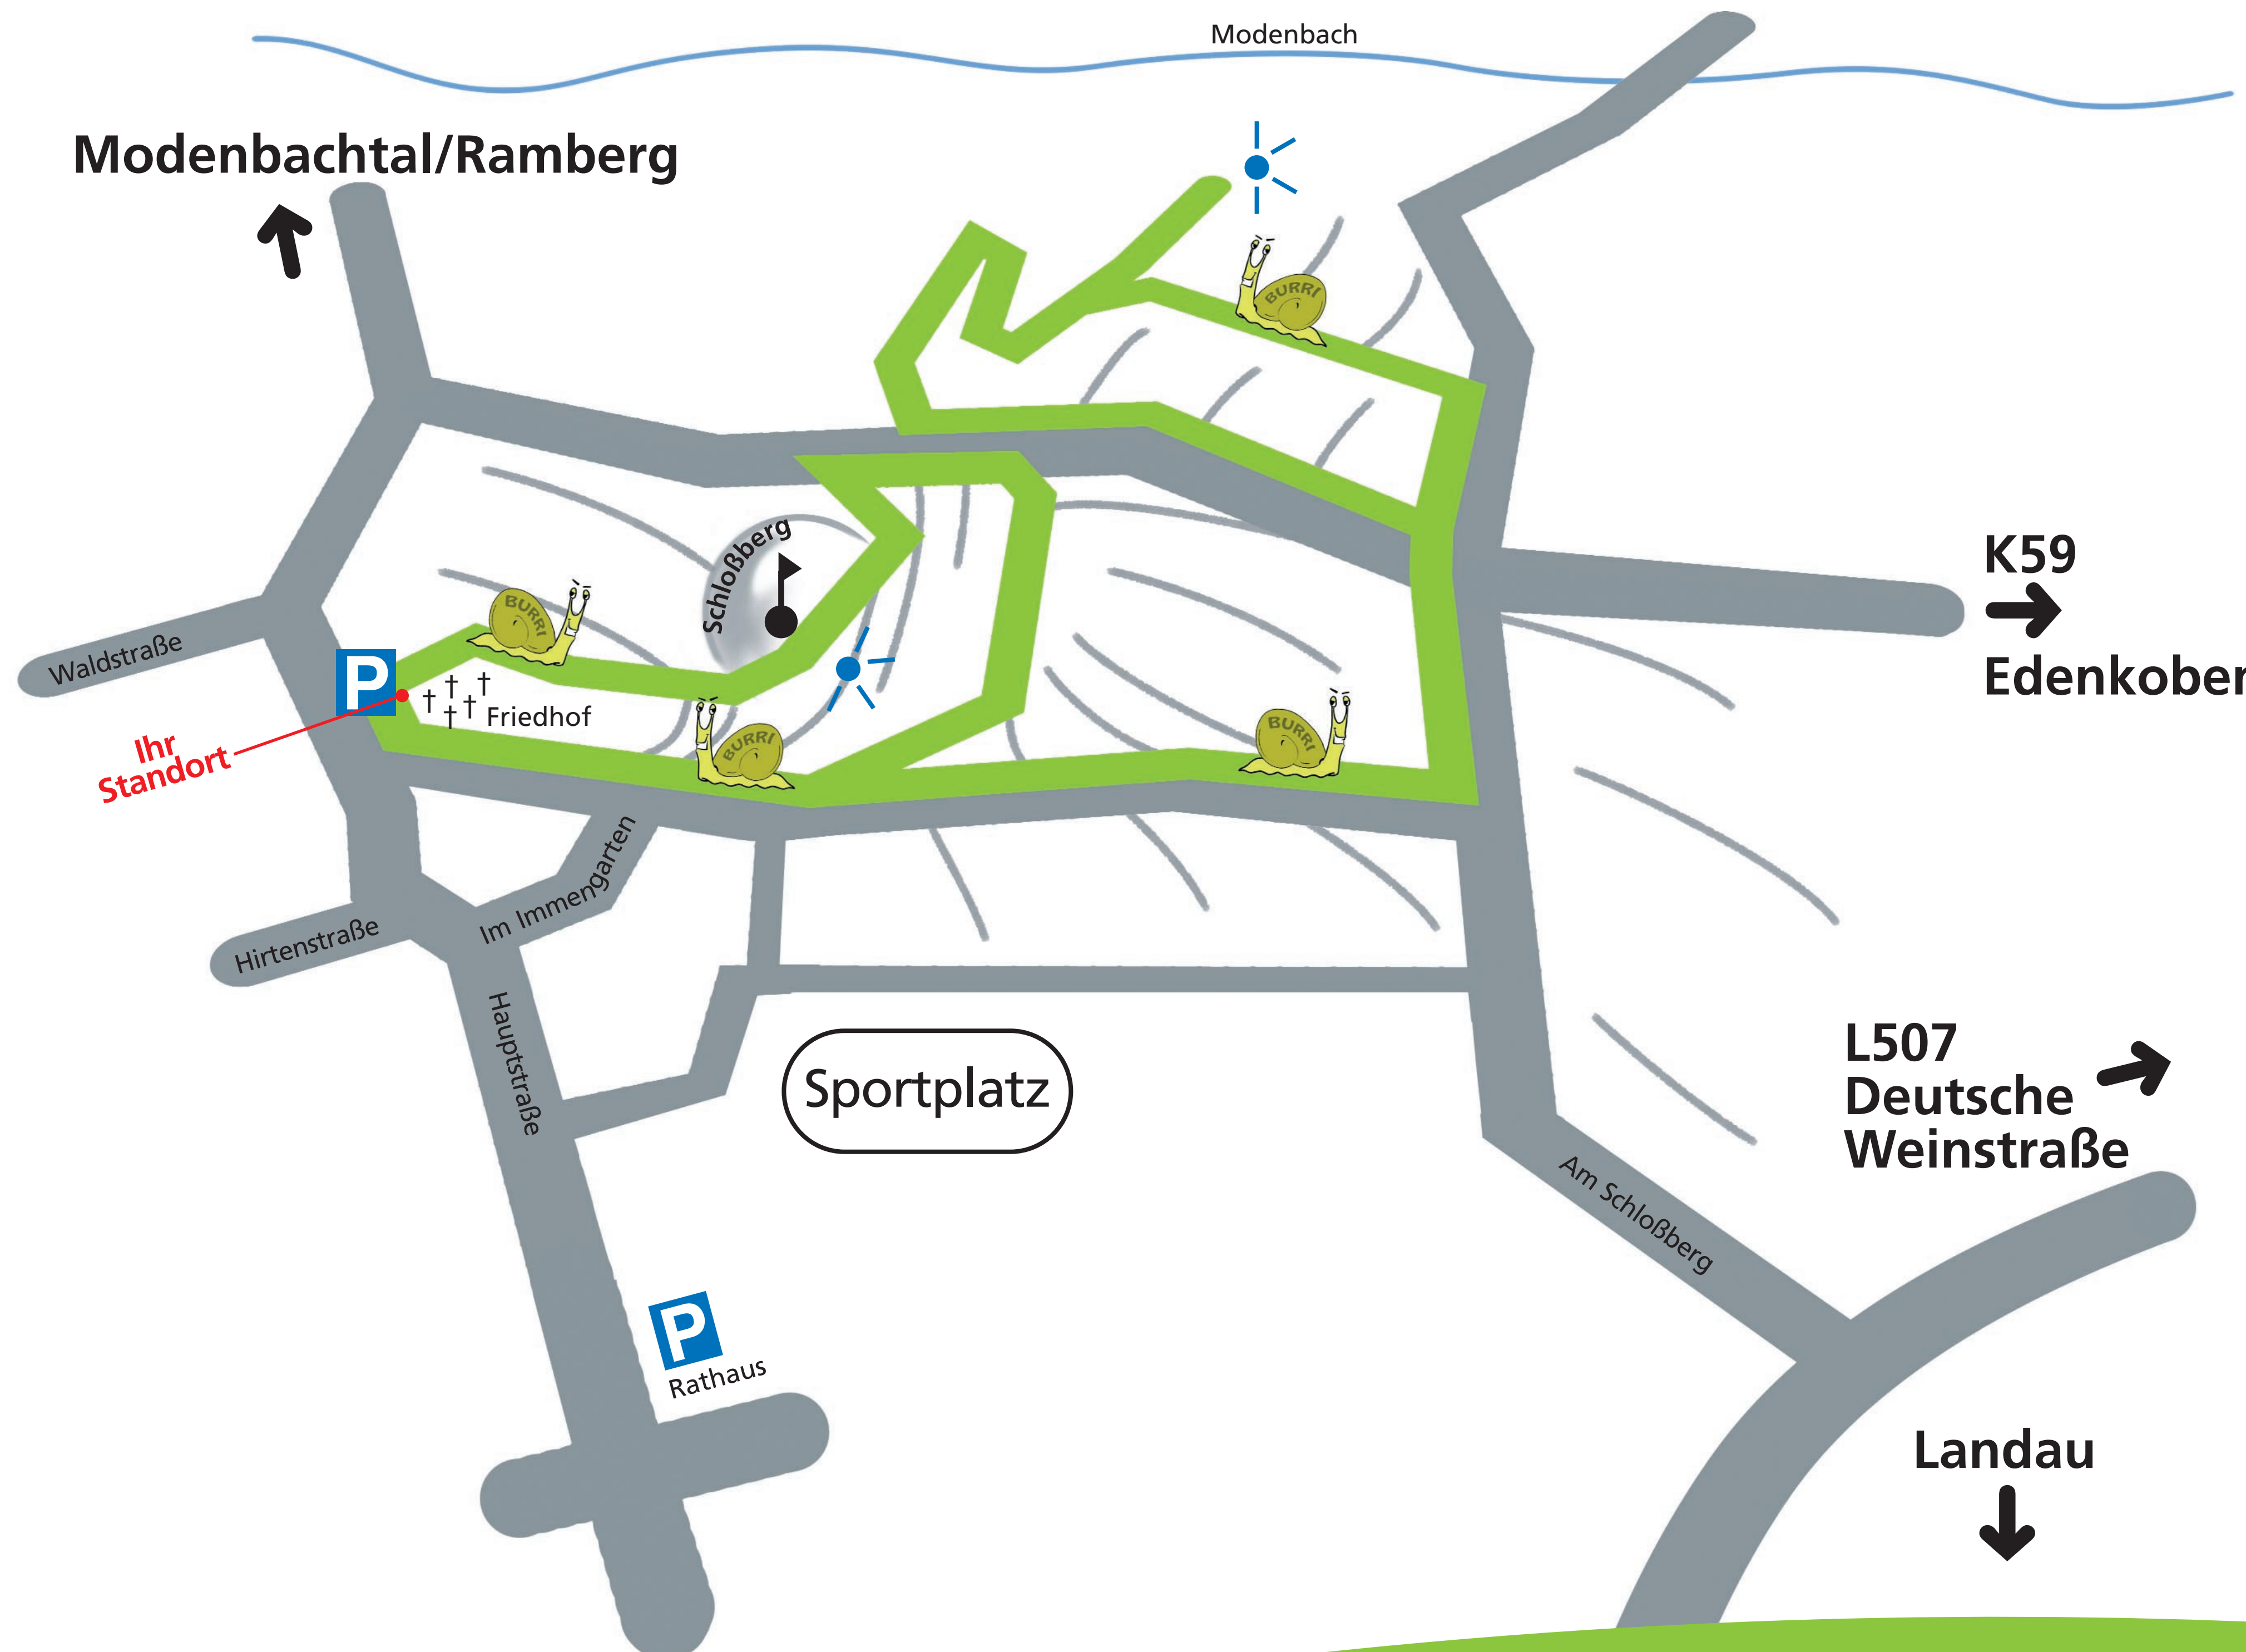 Modenbach
Modenbachtal/Ramberg
BURRI
Schloßberg
K59
Edenkober
Waldstraße
BURRI
P
Friedhof
Ihr
Standort
BURRI
BURRI
Im Immengarten
Hirtenstraße
Hauptstraße
Sportplatz
L507
Deutsche
Weinstraße
Am Schloßberg
P
Rathaus
Landau